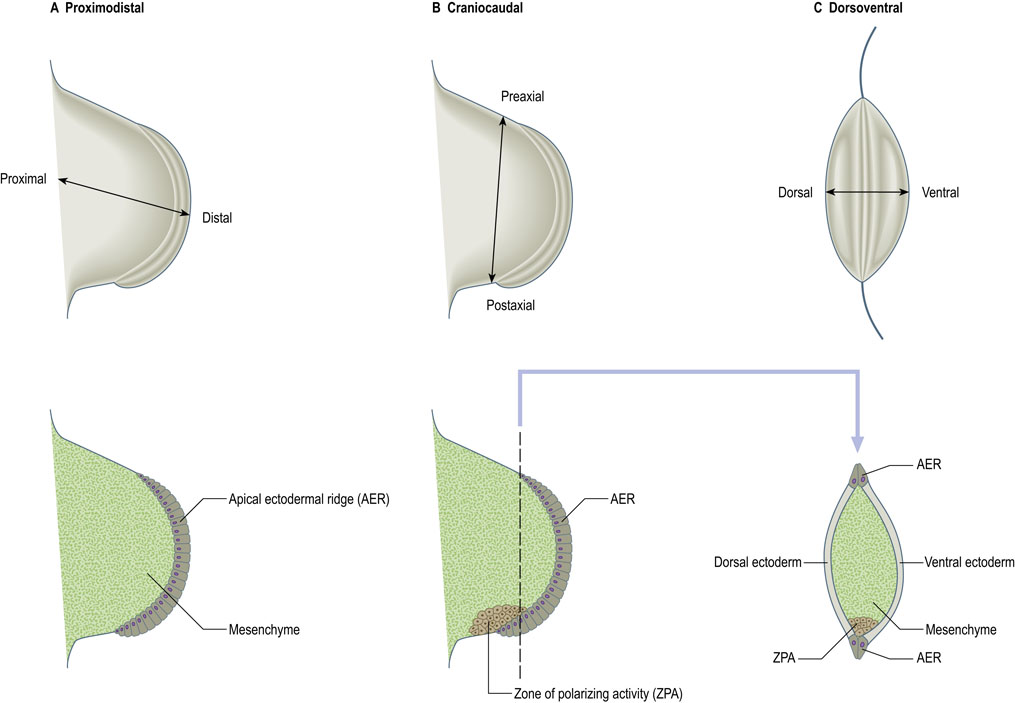 A Proximodistal
B Craniocaudal
C Dorsoventral
Preaxial
Proximal
Distal
Dorsal
Ventral
Postaxial
AER
Apical ectodermal ridge (AER)
AER
Dorsal ectoderm
Ventral ectoderm
Mesenchyme
Mesenchyme
ZPA
AER
Zone of polarizing activity (ZPA)